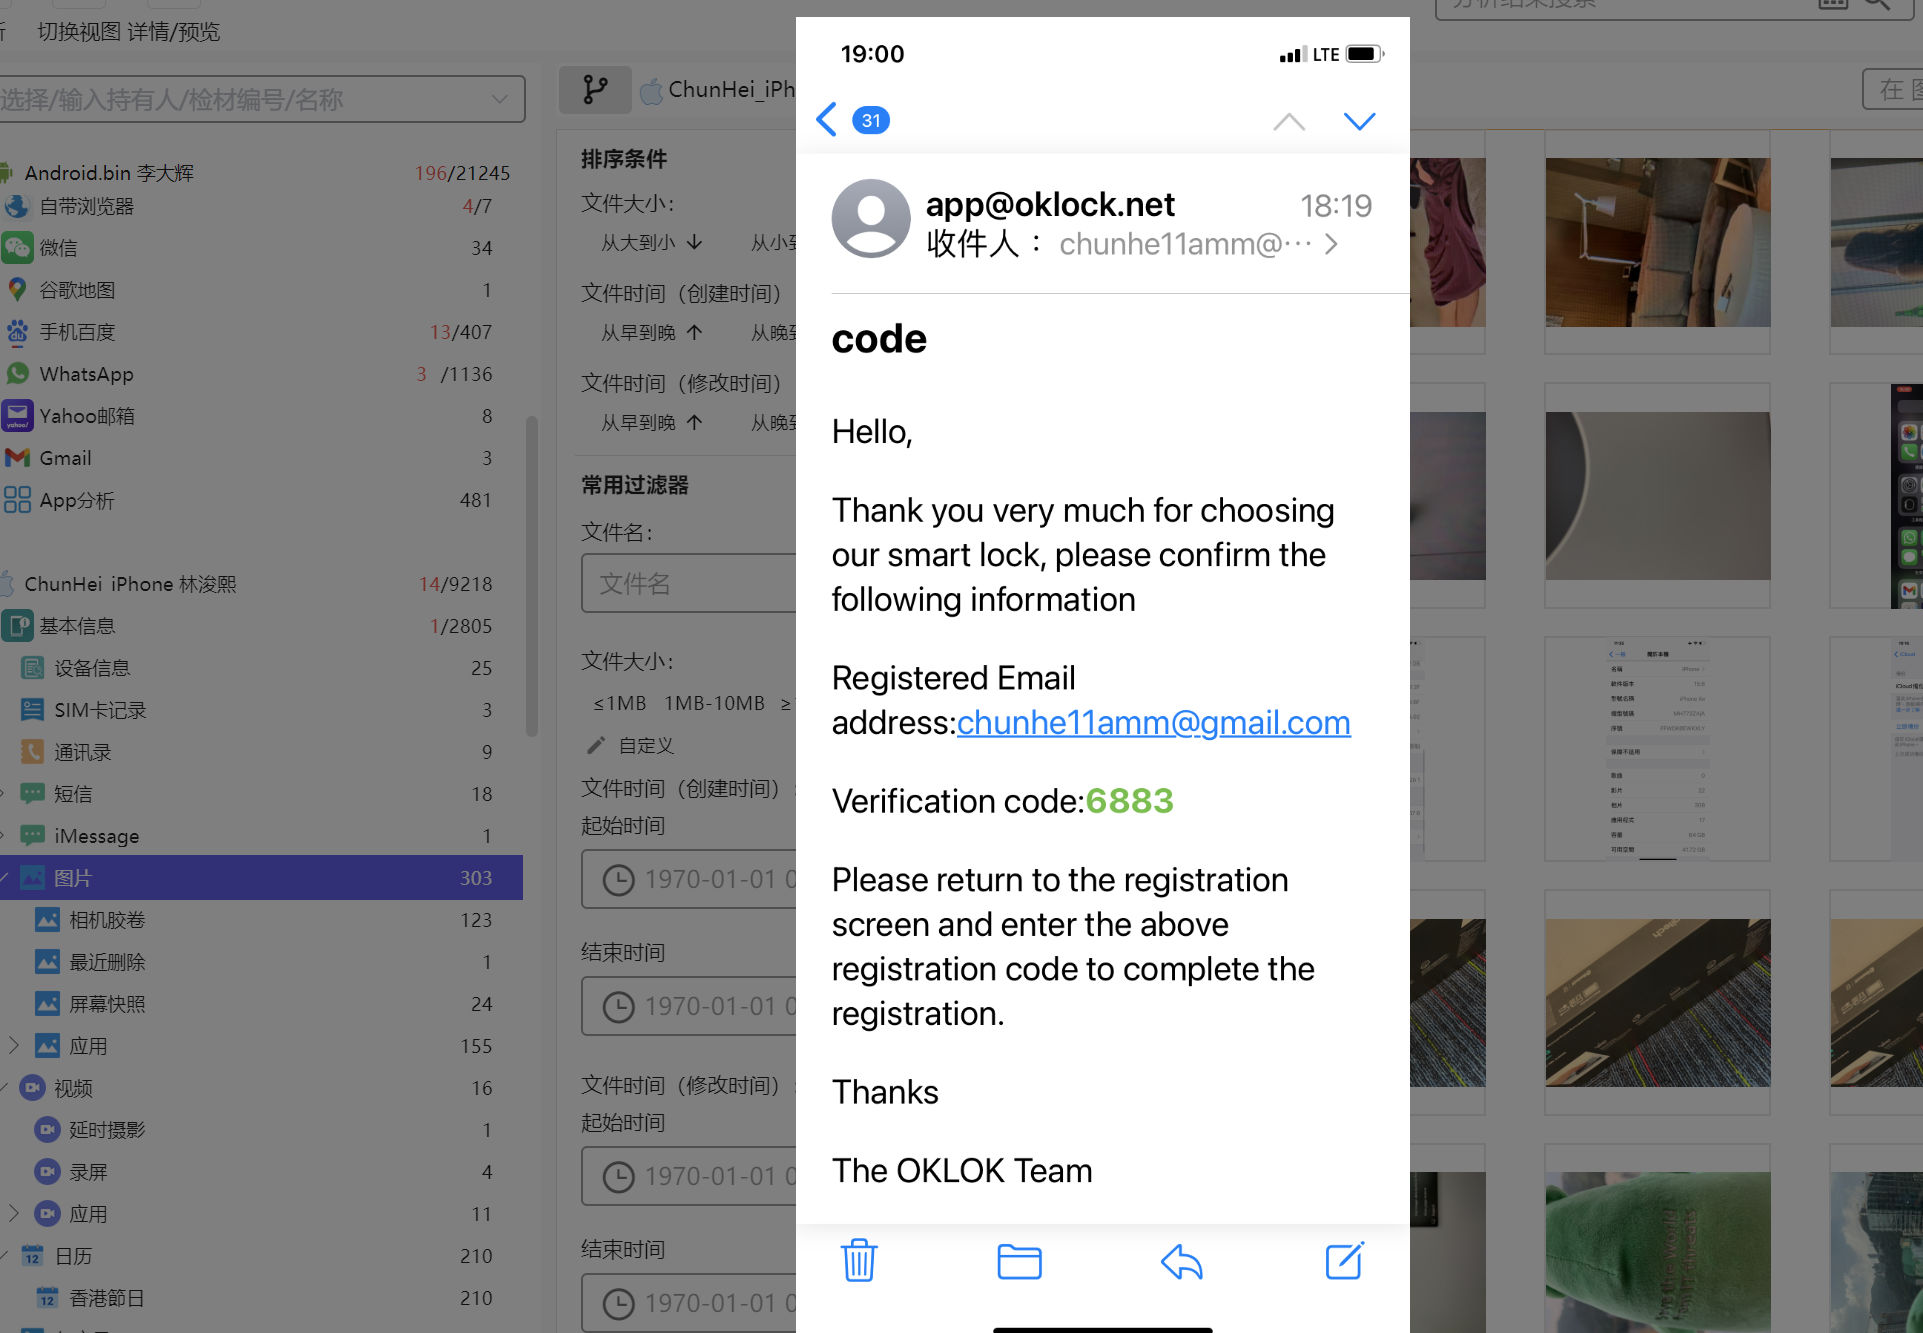 切换视图 详情/预览
选择/输入持有人/检材编号/名称
Android.bin 李大辉 196/21245
自带浏览器 4/7
微信 34
谷歌地图 1
手机百度 13/407
WhatsApp 3 /1136
Yahoo邮箱 8
Gmail 3
App分析 481
ChunHei_iPhone 林浚熙 14/9218
基本信息 1/2805
设备信息 25
SIM卡记录 3
通讯录 9
短信 18
iMessage 1
图片 303
相机胶卷 123
最近删除 1
屏幕快照 24
应用 155
视频 16
延时摄影 1
录屏 4
应用 11
日历 210
香港節日 210
ChunHei_iPh
排序条件
文件大小:
从大到小 从小到
文件时间（创建时间）
从早到晚 从晚到
文件时间（修改时间）
从早到晚 从晚到
常用过滤器
文件名:
文件名
文件大小:
≤1MB 1MB-10MB ≥
自定义
文件时间（创建时间）:
起始时间
1970-01-01 0
结束时间
1970-01-01 0
文件时间（修改时间）:
起始时间
1970-01-01 0
结束时间
1970-01-01 0
19:00 LTE
31
app@oklock.net 18:19
收件人： chunhe11amm@···
code
Hello,
Thank you very much for choosing
our smart lock, please confirm the
following information
Registered Email
address:chunhe11amm@gmail.com
Verification code:6883
Please return to the registration
screen and enter the above
registration code to complete the
registration.
Thanks
The OKLOK Team
分析结果搜索
在